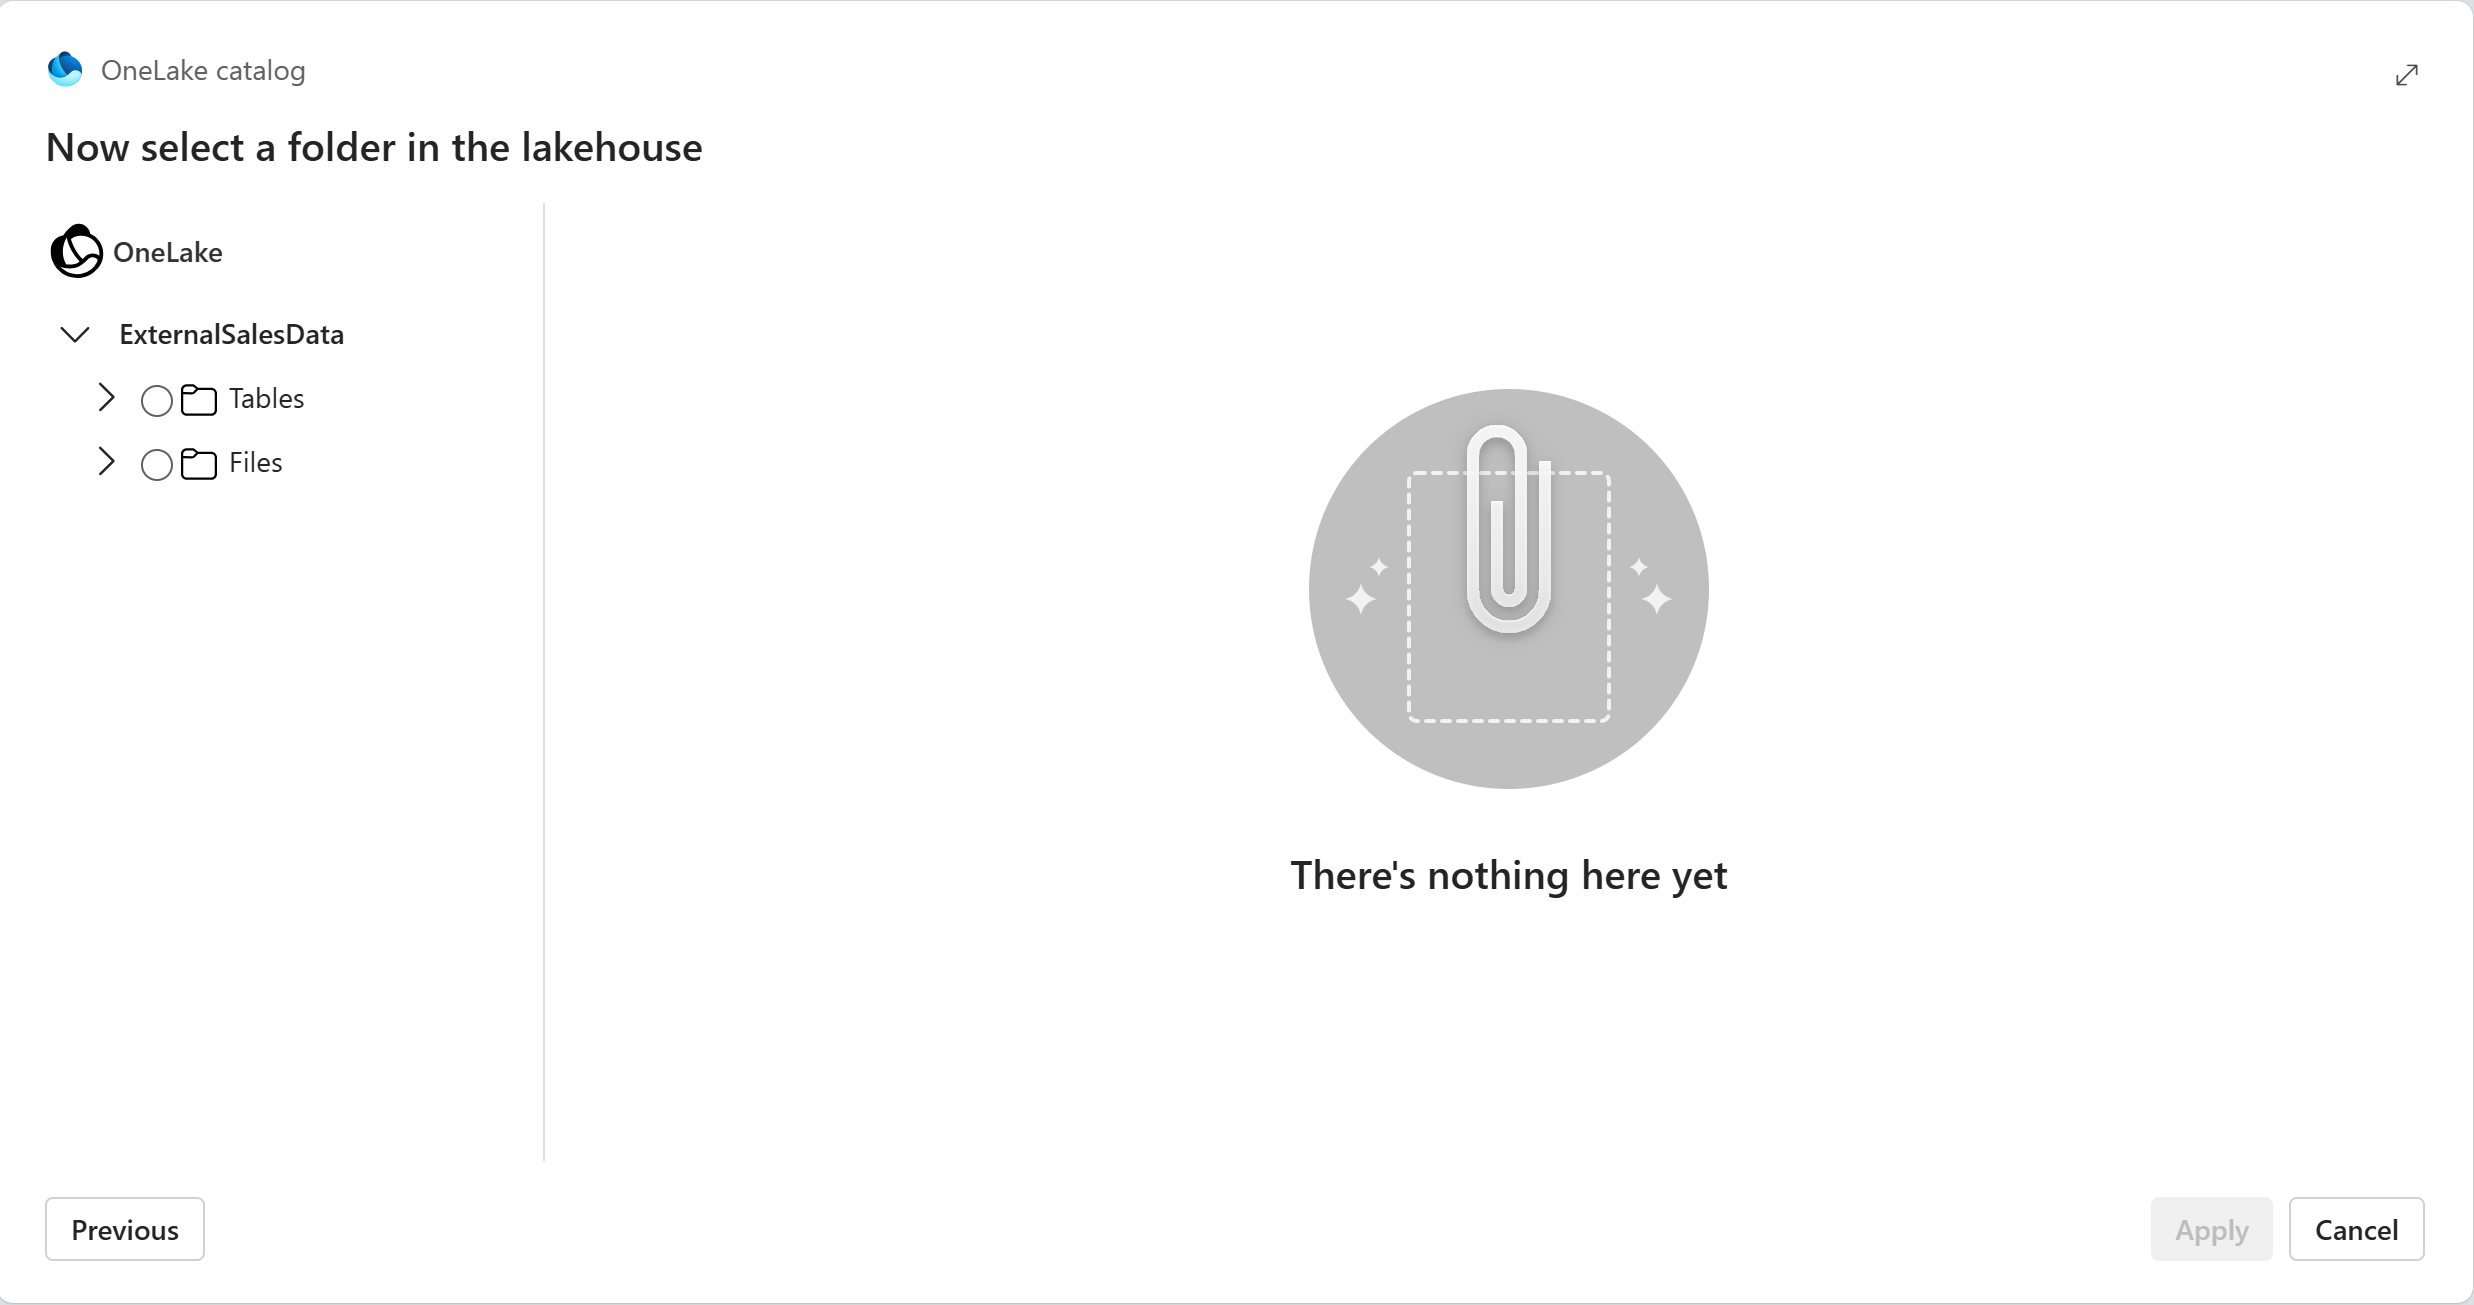 OneLake catalog
Now select a folder in the lakehouse
OneLake
ExternalSalesData
Tables
Files
There's nothing here yet
Previous
Apply
Cancel